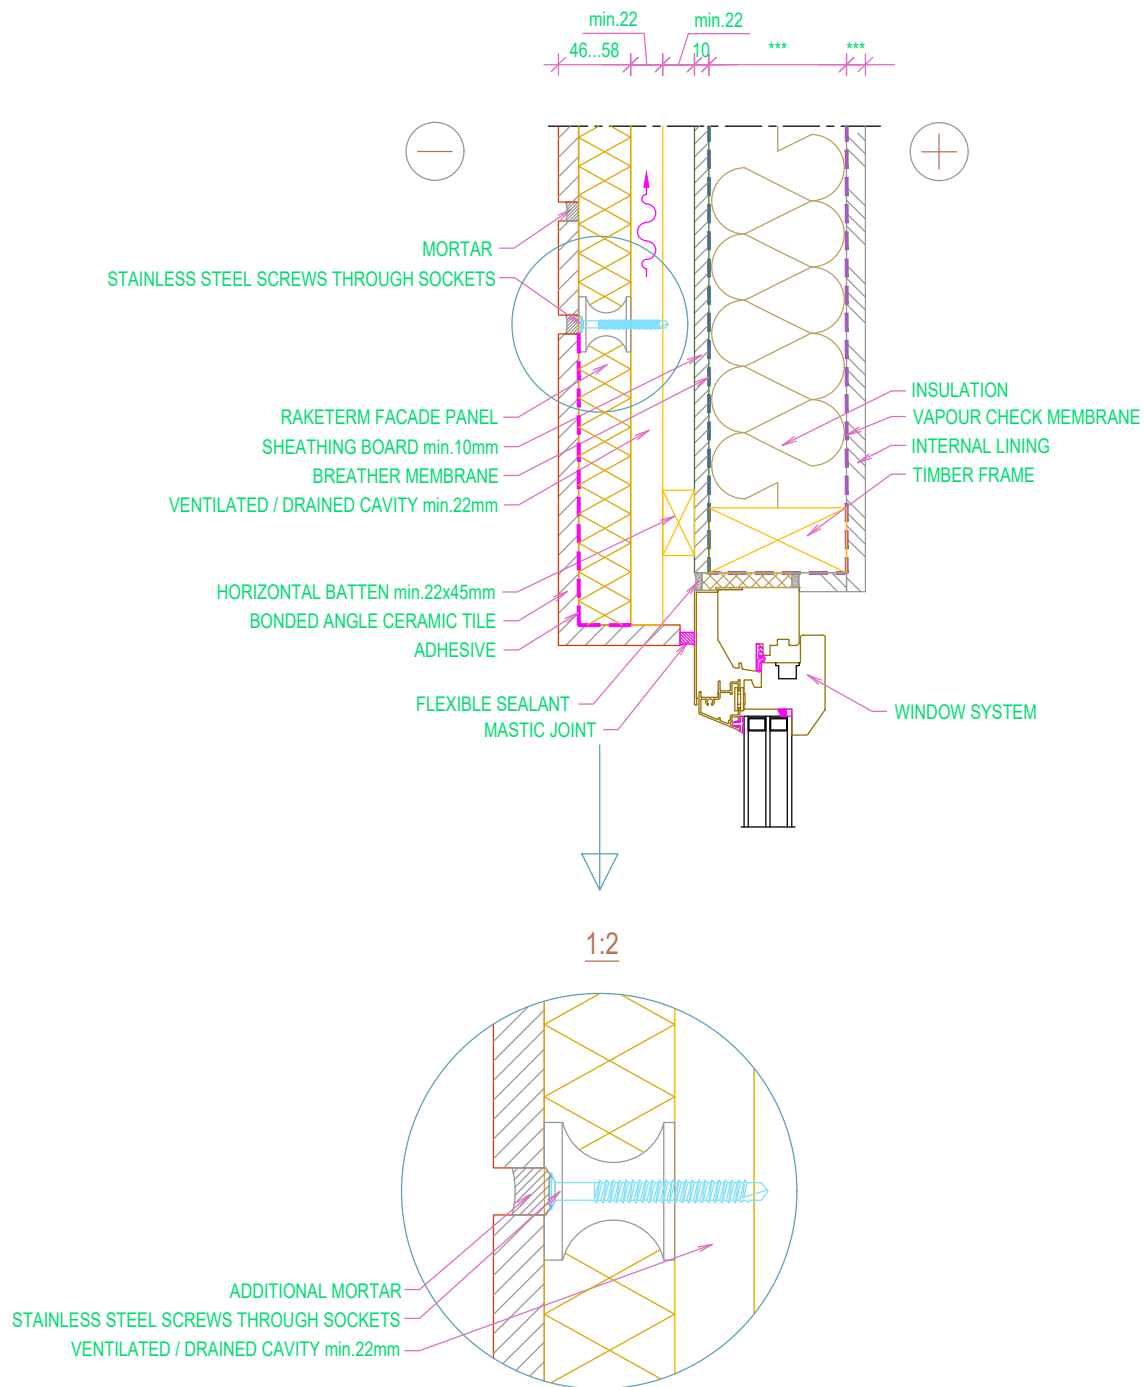 min.22
min.22
46...58
10
***
***
MORTAR
STAINLESS STEEL SCREWS THROUGH SOCKETS
RAKETERM FACADE PANEL
SHEATHING BOARD min.10mm
BREATHER MEMBRANE
VENTILATED / DRAINED CAVITY min.22mm
HORIZONTAL BATTEN min.22x45mm
BONDED ANGLE CERAMIC TILE
ADHESIVE
FLEXIBLE SEALANT
MASTIC JOINT
INSULATION
VAPOUR CHECK MEMBRANE
INTERNAL LINING
TIMBER FRAME
WINDOW SYSTEM
1:2
ADDITIONAL MORTAR
STAINLESS STEEL SCREWS THROUGH SOCKETS
VENTILATED / DRAINED CAVITY min.22mm